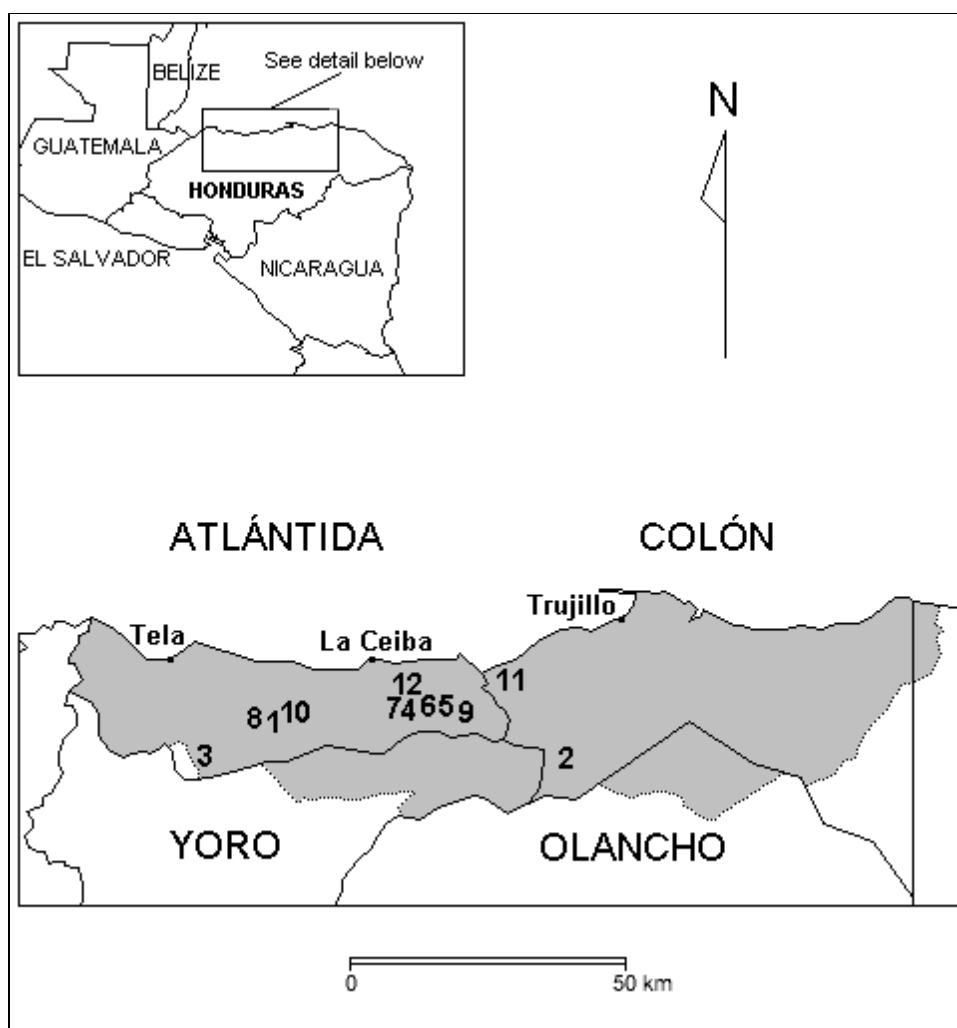 See detail below
BELIZE
GUATEMALA
HONDURAS
EL SALVADOR
NICARAGUA
N
ATLÁNTIDA
COLÓN
Trujillo
Tela
La Ceiba
12
11
8 1 10
7 4 6 5 9
3
2
YORO
OLANCHO
0
50 km